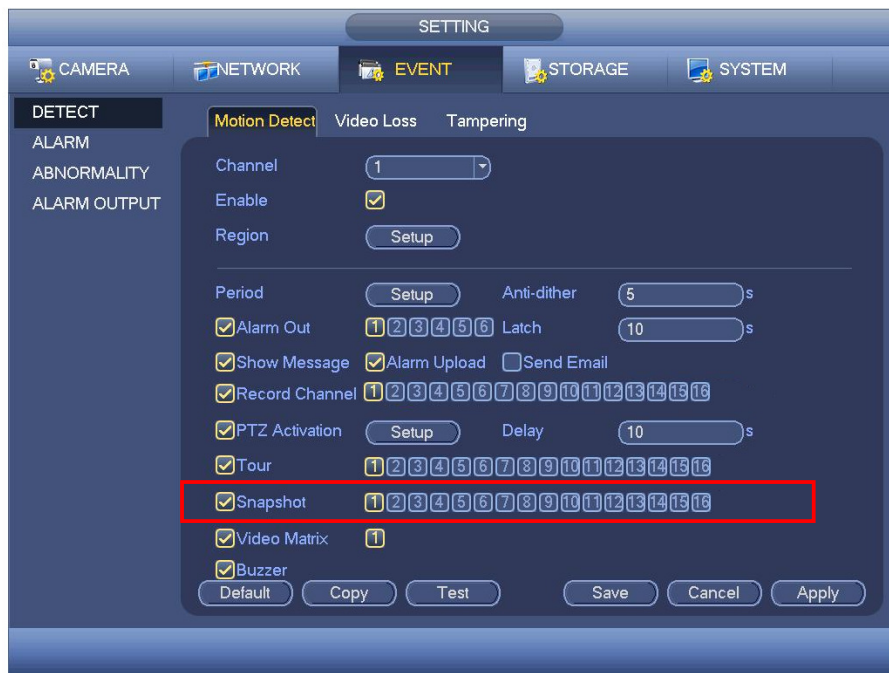 SETTING
CAMERA NETWORK EVENT STORAGE SYSTEM
DETECT
ALARM
ABNORMALITY
ALARM OUTPUT
Motion Detect Video Loss Tampering
Channel 1
Enable
Region Setup
Period Setup Anti-dither 5 s
Alarm Out 1 2 3 4 5 6 Latch 10 s
Show Message Alarm Upload Send Email
Record Channel 1 2 3 4 5 6 7 8 9 10 11 12 13 14 15 16
PTZ Activation Setup Delay 10 s
Tour 1 2 3 4 5 6 7 8 9 10 11 12 13 14 15 16
Snapshot 1 2 3 4 5 6 7 8 9 10 11 12 13 14 15 16
Video Matrix 1
Buzzer
Default Copy Test Save Cancel Apply